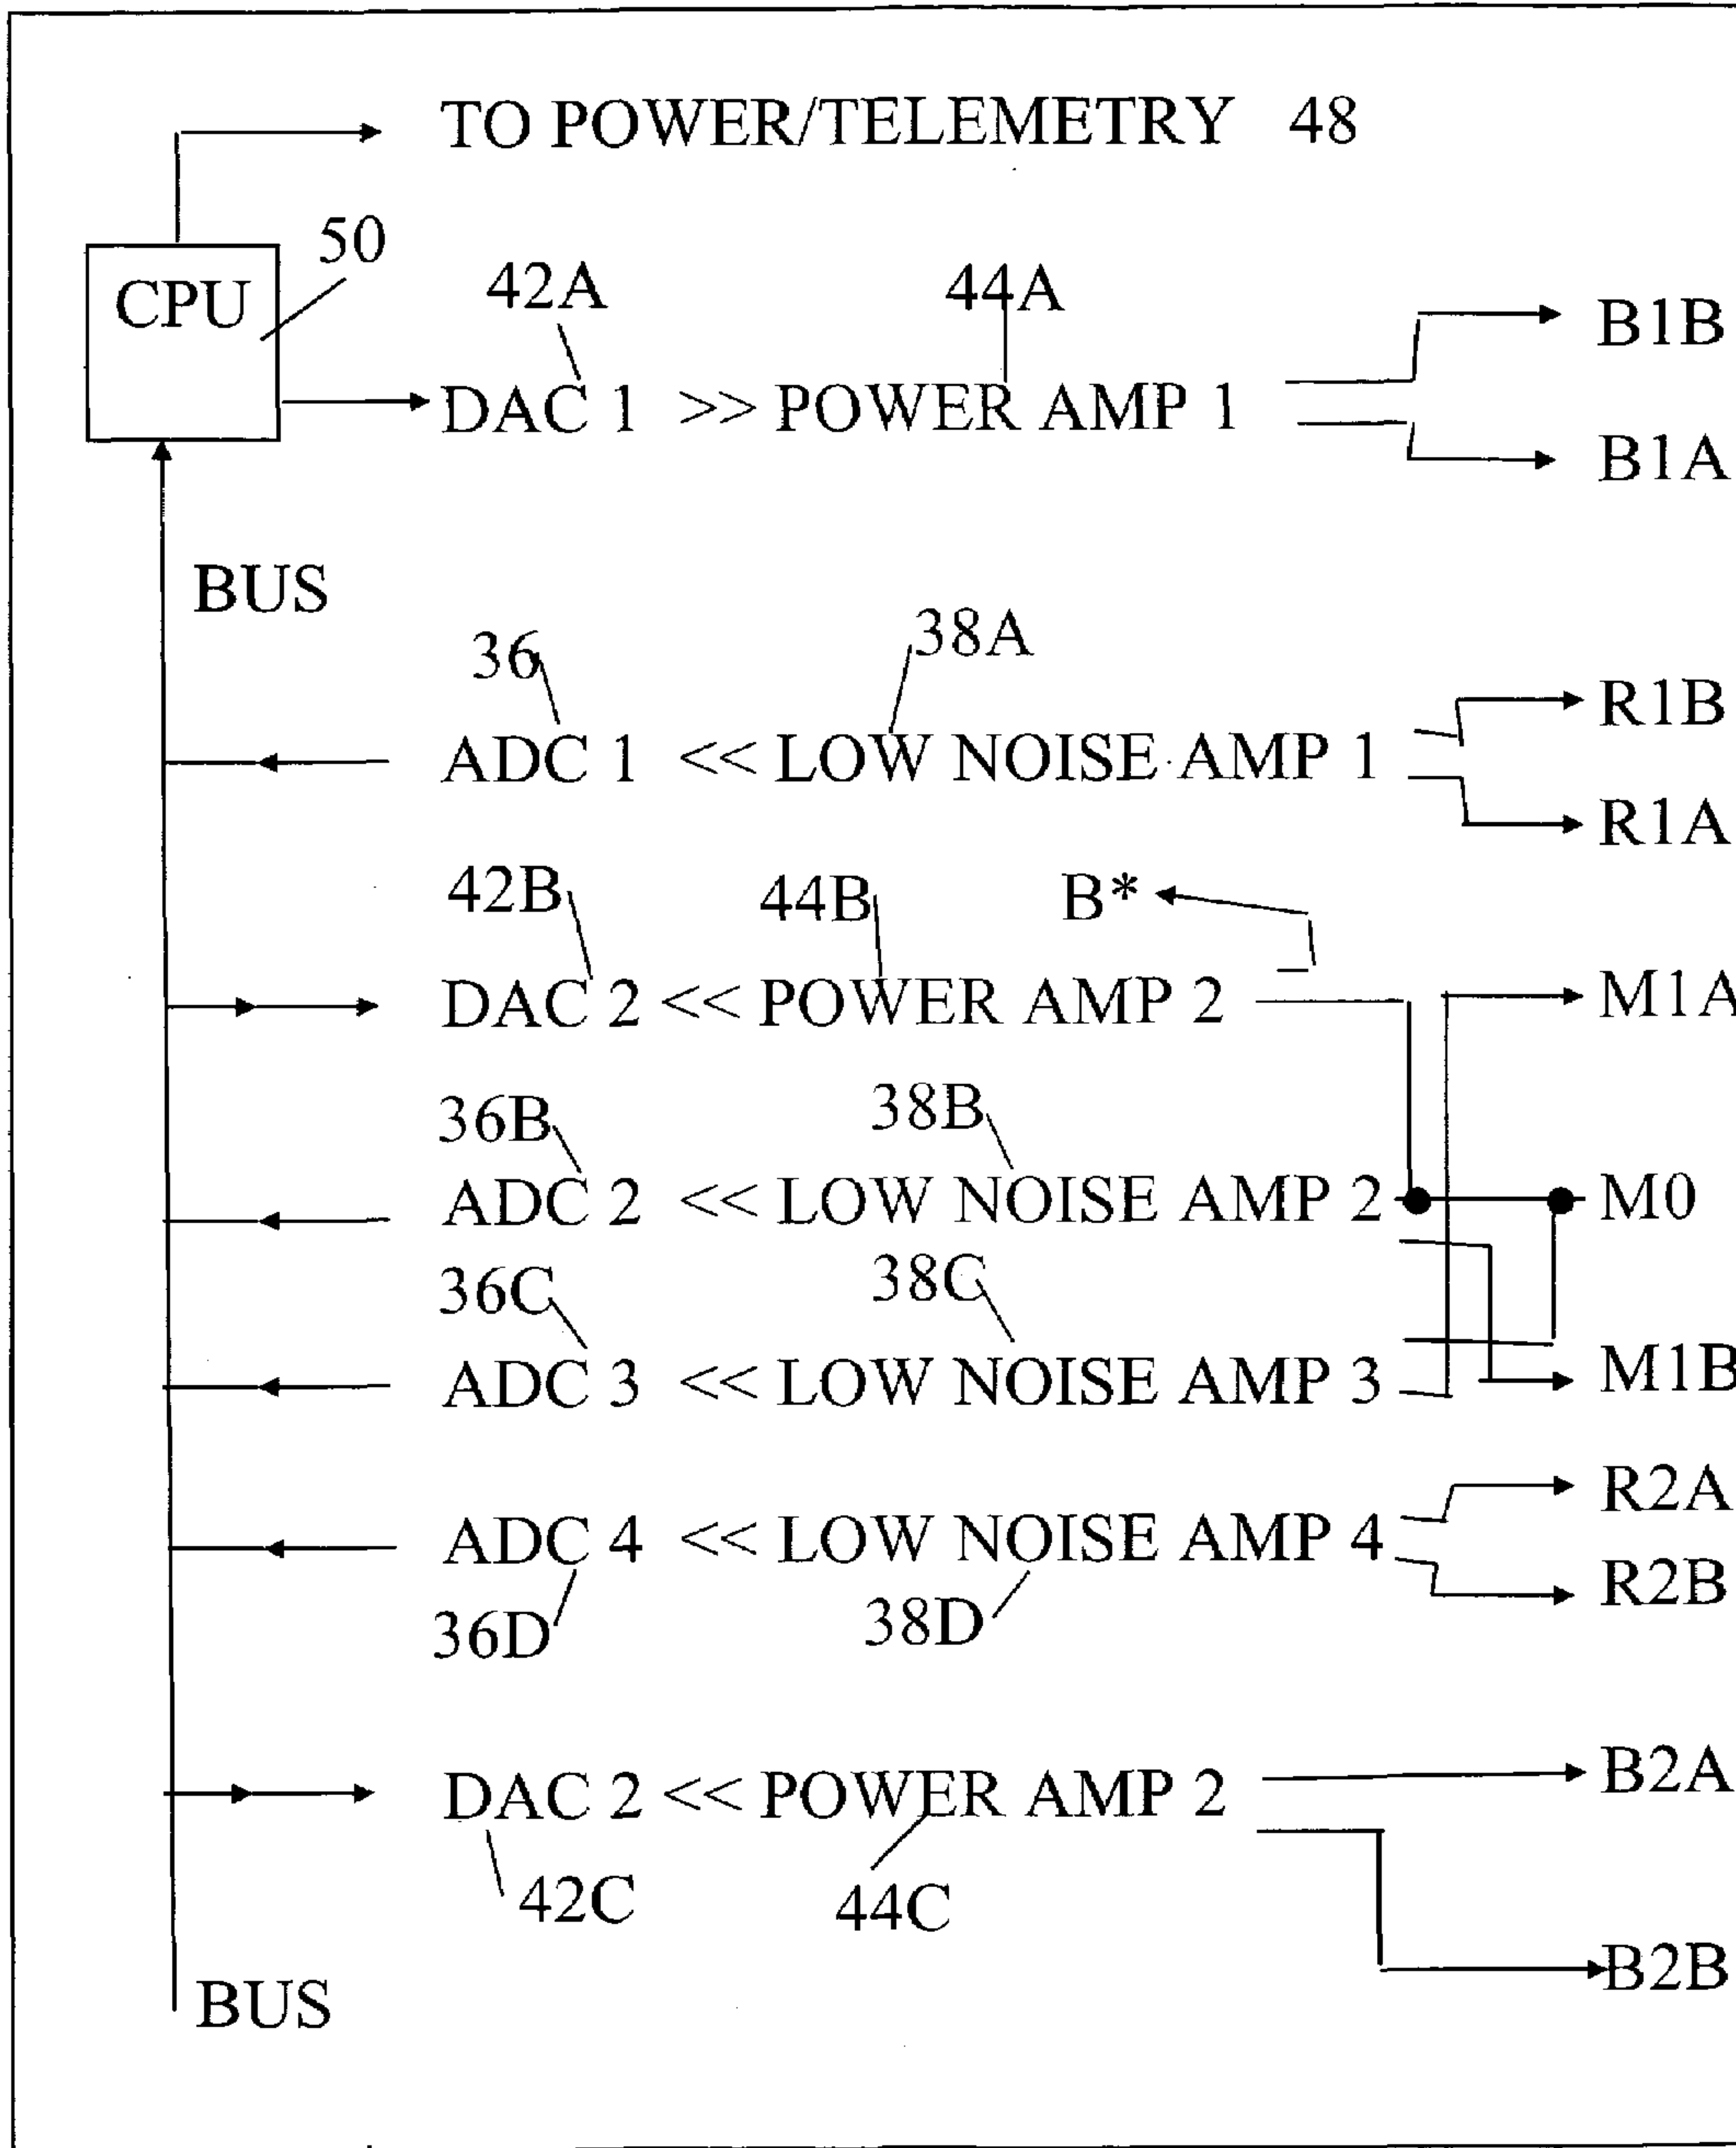 TO POWER/TELEMETRY 48
50
CPU
42A 44A
B1B
DAC 1 >> POWER AMP 1
B1A
BUS
36 38A
R1B
ADC 1 << LOW NOISE AMP 1
R1A
42B 44B B*
DAC 2 << POWER AMP 2 M1A
36B 38B
ADC 2 << LOW NOISE AMP 2 M0
36C 38C
ADC 3 << LOW NOISE AMP 3 M1B
R2A
ADC 4 << LOW NOISE AMP 4
R2B
36D 38D
B2A
DAC 2 << POWER AMP 2
42C 44C
B2B
BUS